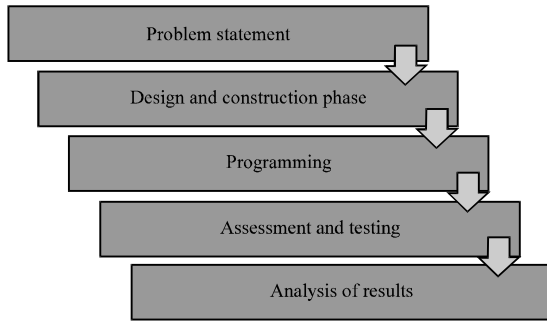 Problem statement
Design and construction phase
Programming
Assessment and testing
Analysis of results